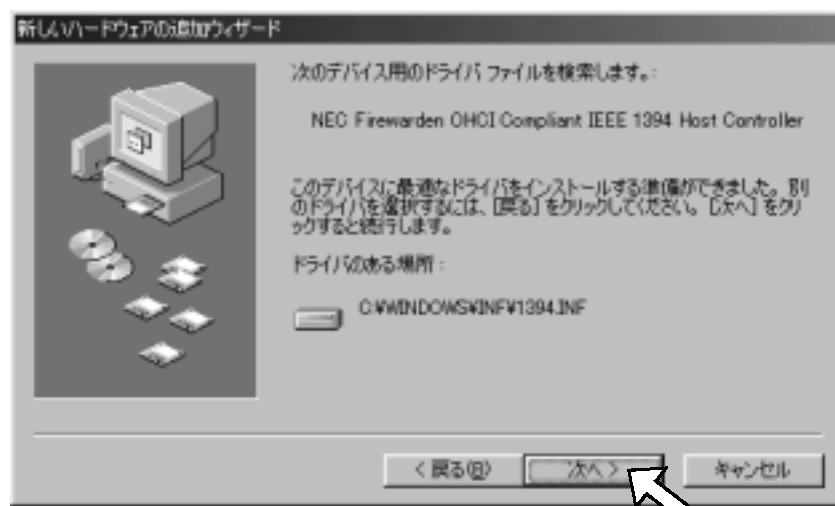 新しいハードウェアの追加ウィザード
次のデバイス用のドライバ ファイルを検索します。:
NEC Firewarden OHCI Compliant IEEE 1394 Host Controller
このデバイスに最適なドライバをインストールする準備ができました。別
のドライバを選択するには、[戻る] をクリックしてください。[次へ] をクリ
ックすると続行します。
ドライバのある場所 :
C:¥WINDOWS¥INF¥1394.INF
< 戻る(B)
次へ >
キャンセル